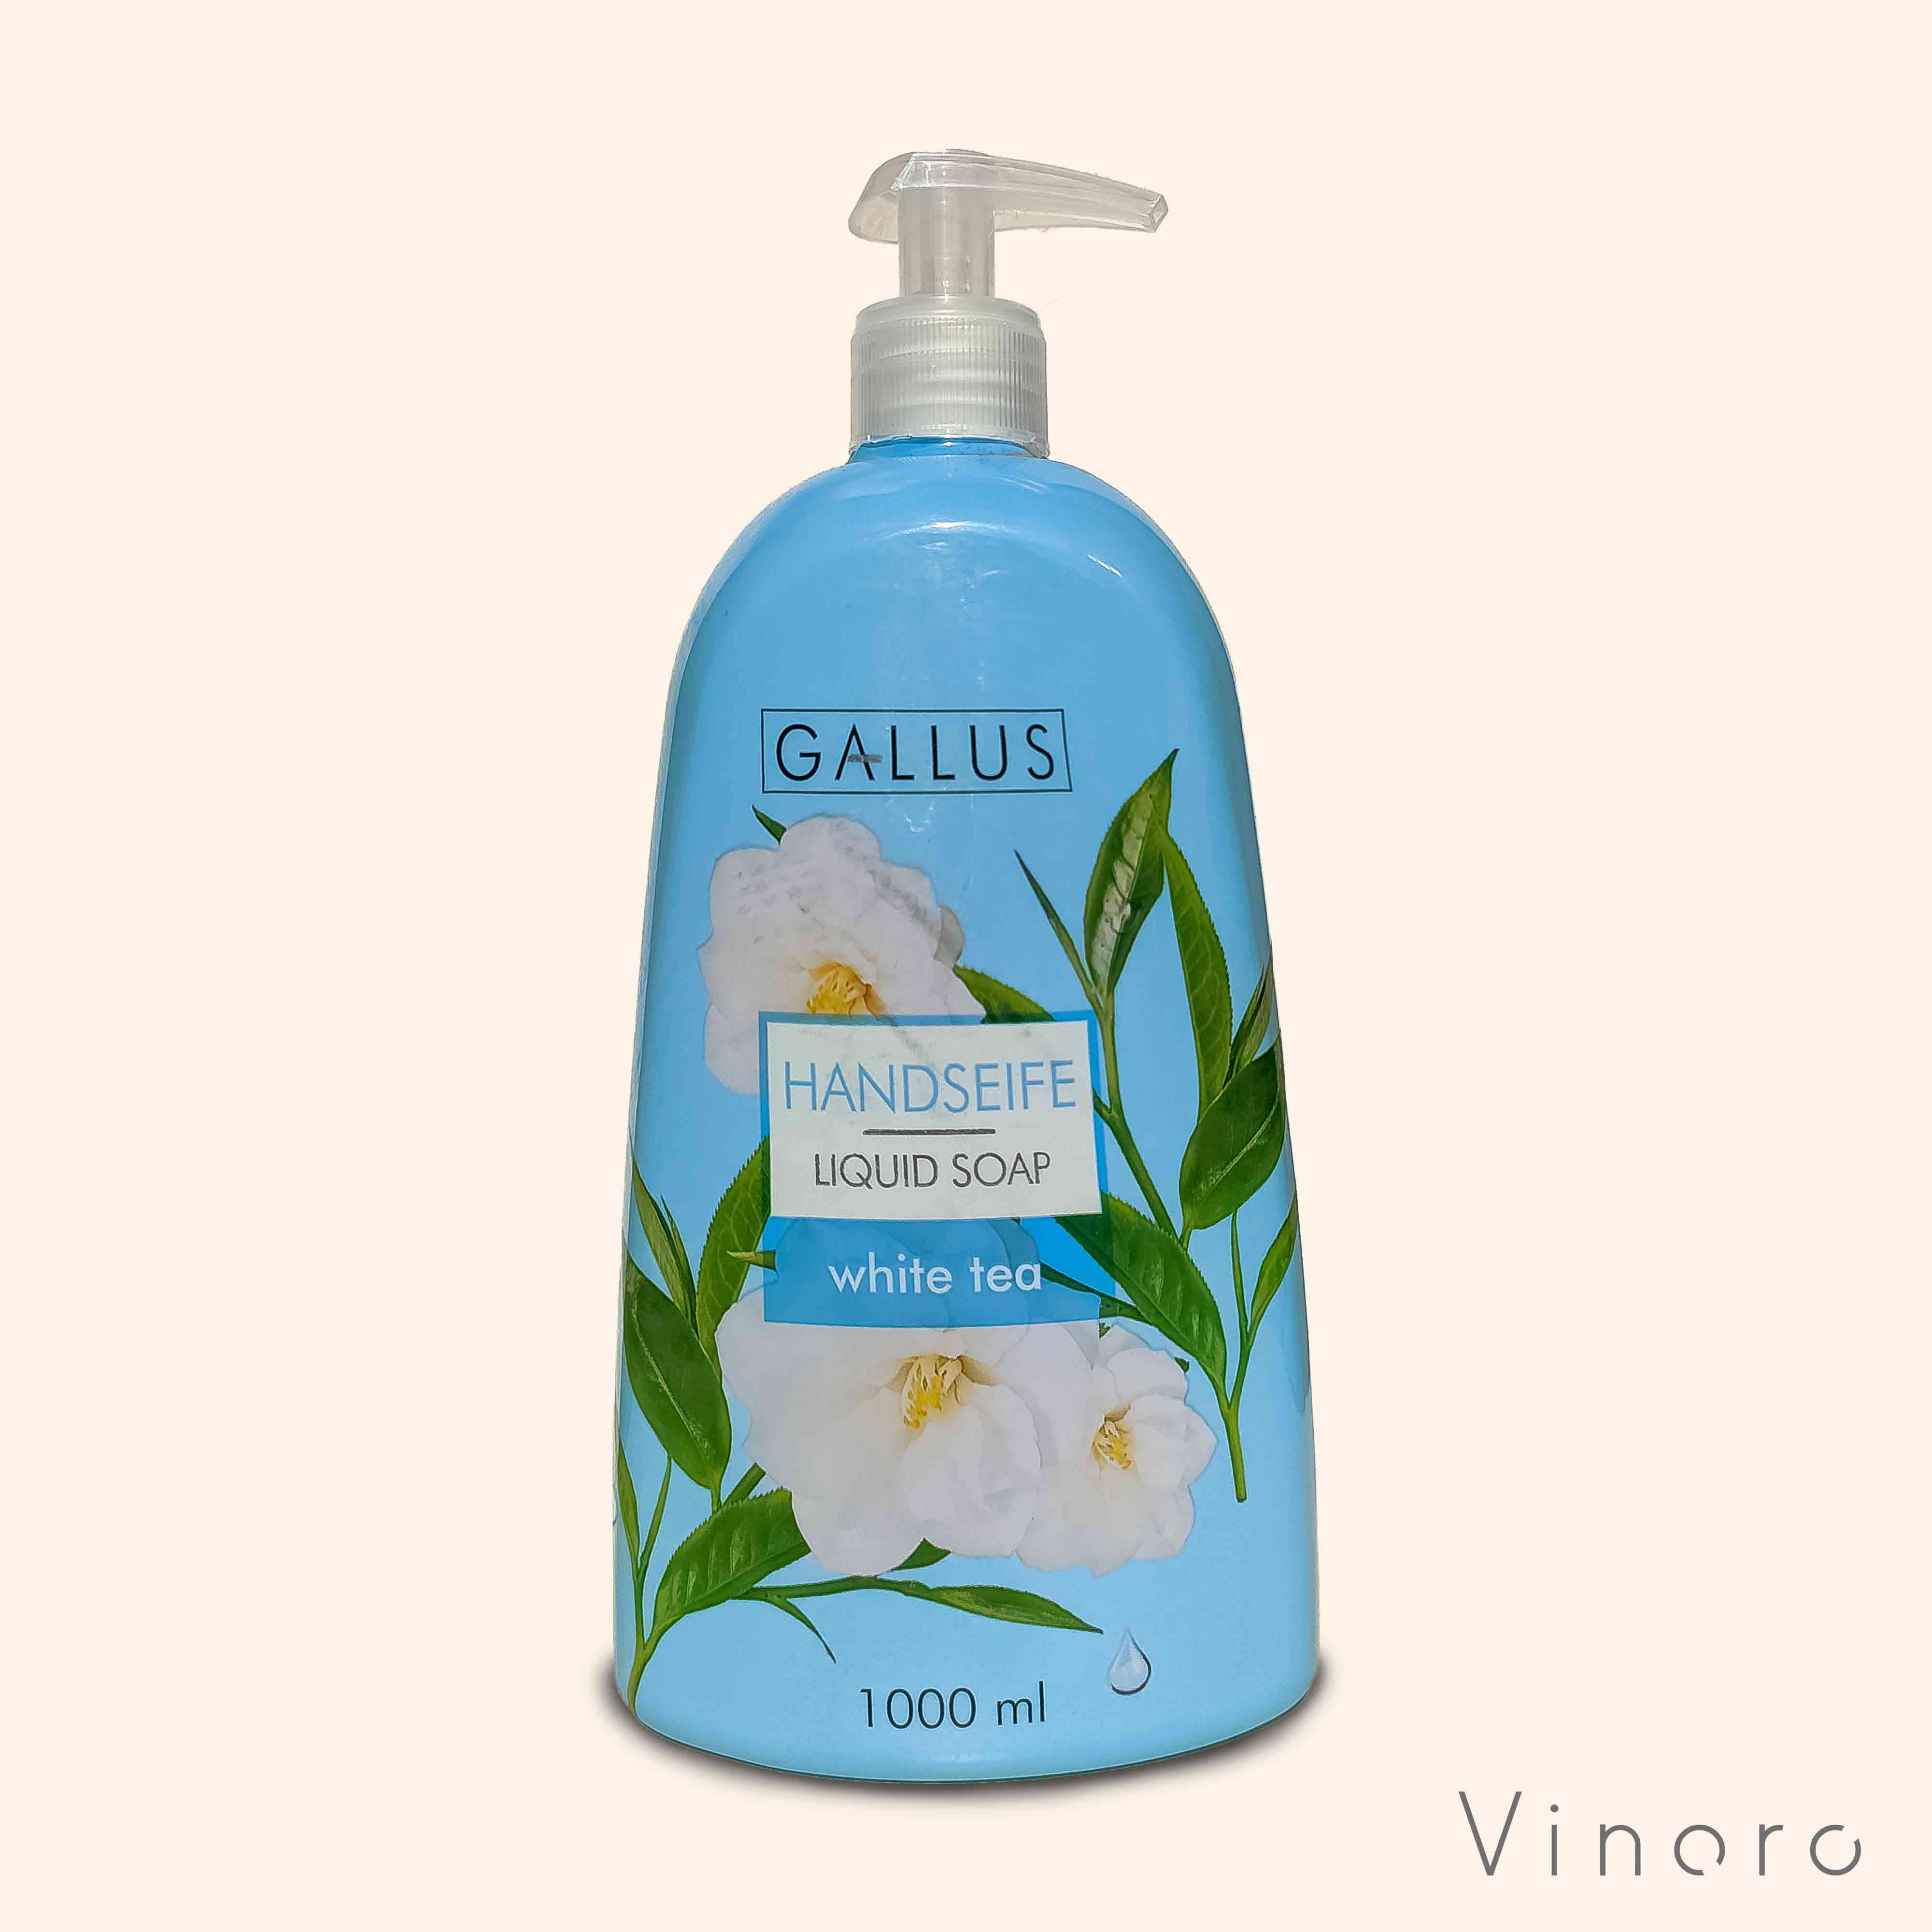 GALLUS
HANDSEIFE
LIQUID SOAP
white tea
1000 ml
Vinoro